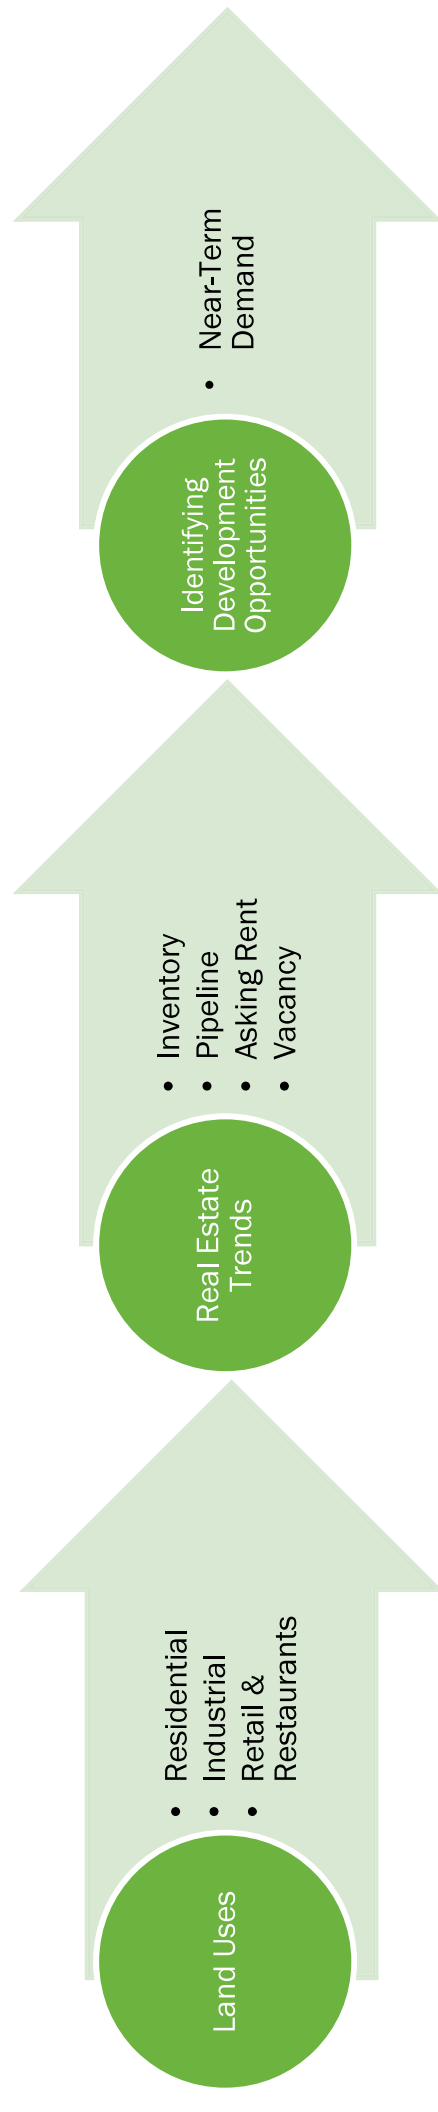 Land Uses
• Residential
• Industrial
• Retail &
Restaurants
Real Estate
Trends
• Inventory
• Pipeline
• Asking Rent
• Vacancy
Identifying
Development
Opportunities
• Near-Term
Demand